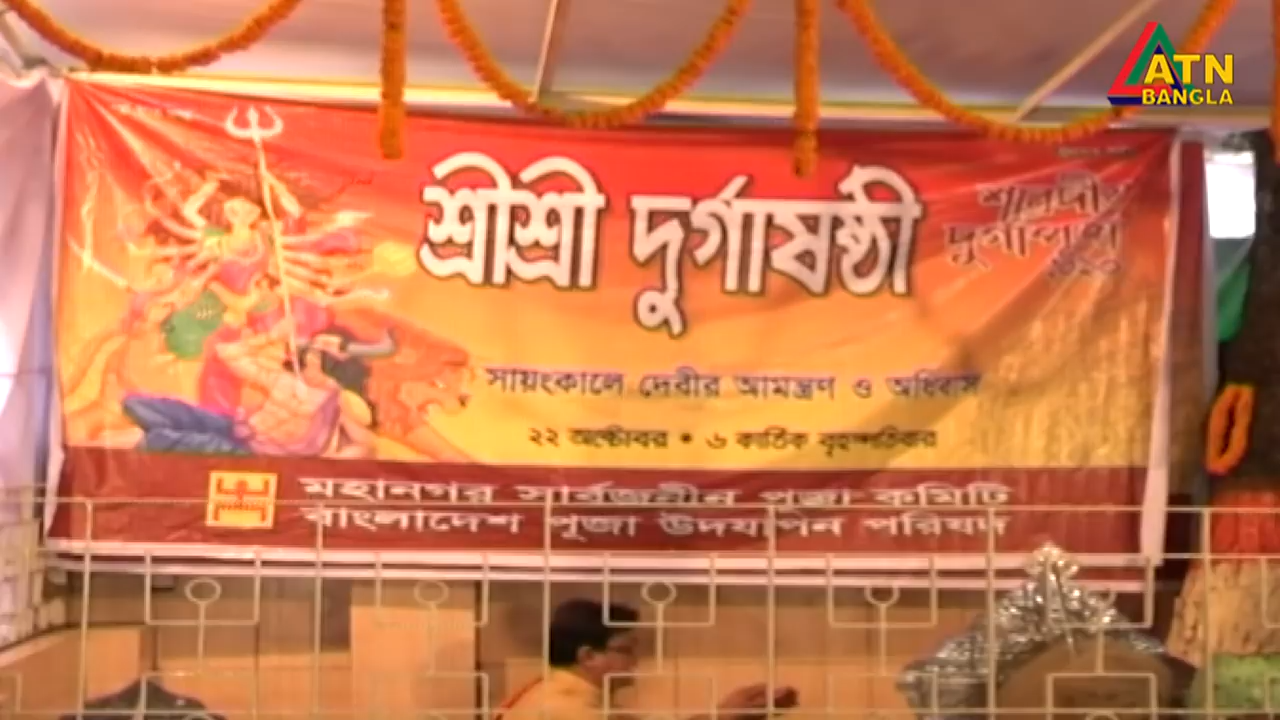 ATN
BANGLA
শ্রীশ্রী দুর্গাষষ্ঠী
শারদীয়
দুর্গাপূজা
সায়ংকালে দেবীর আমন্ত্রণ ও অধিবাস
২২ অক্টোবর • ৬ কার্তিক বৃহস্পতিবার
মহানগর সার্বজনীন পূজা কমিটি
বাংলাদেশ পূজা উদযাপন পরিষদ